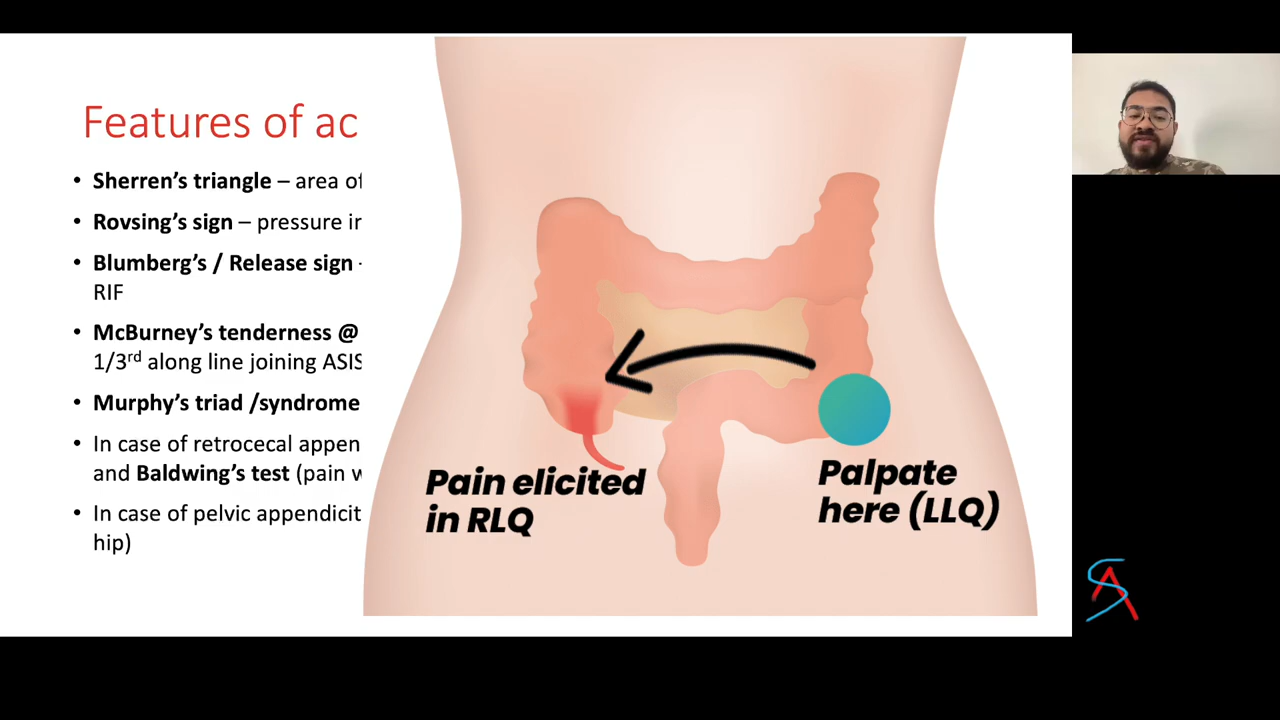 Features of ac
• Sherren's triangle – area of
• Rovsing's sign – pressure in
• Blumberg's / Release sign -
RIF
• McBurney's tenderness @
1/3rd along line joining ASIS
• Murphy's triad /syndrome
• In case of retrocecal appen
and Baldwing's test (pain w
• In case of pelvic appendicit
hip)
Pain elicited
in RLQ
Palpate
here (LLQ)